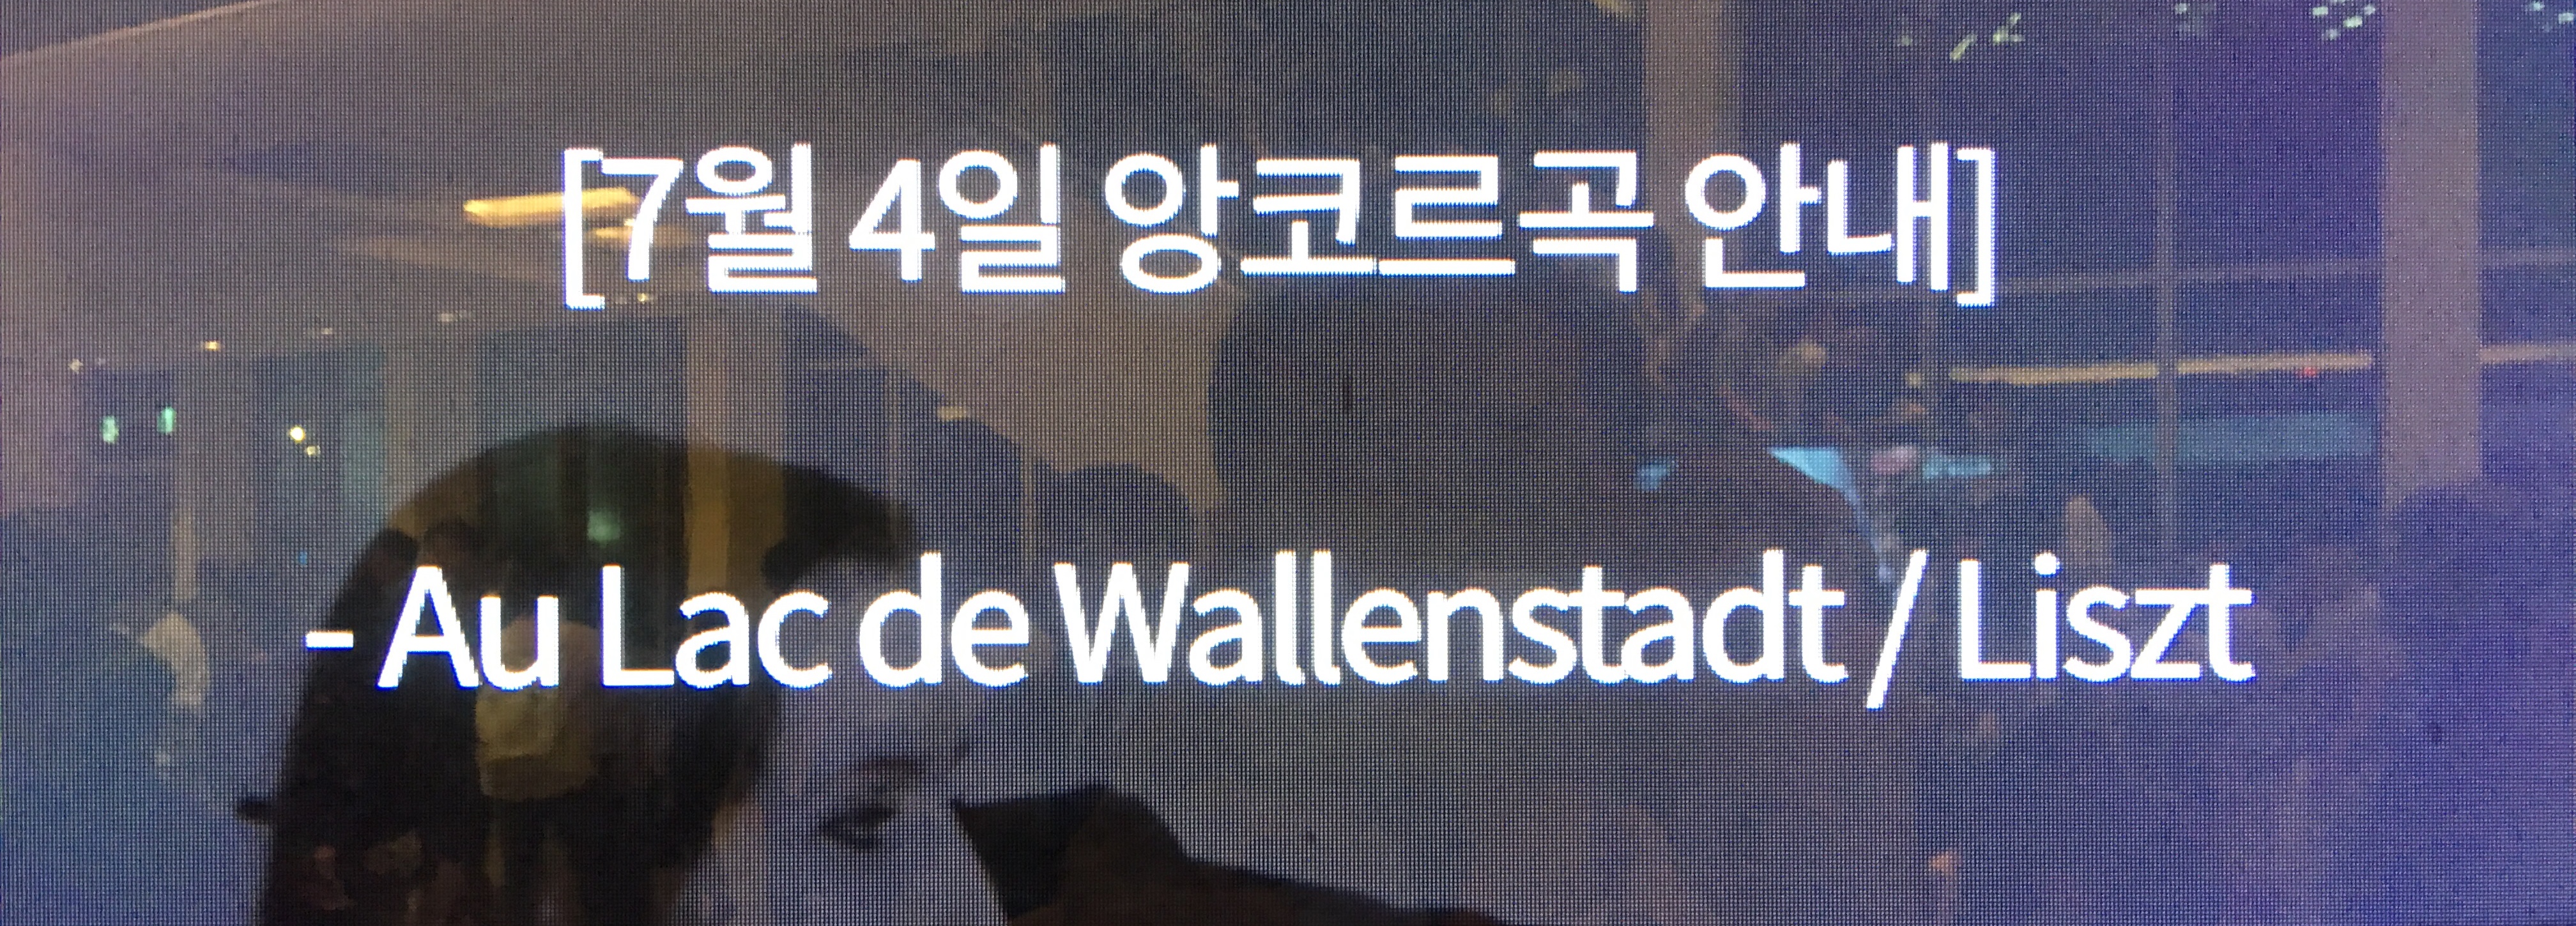 [7월 4일 앙코르곡 안내]
- Au Lac de Wallenstadt / Liszt